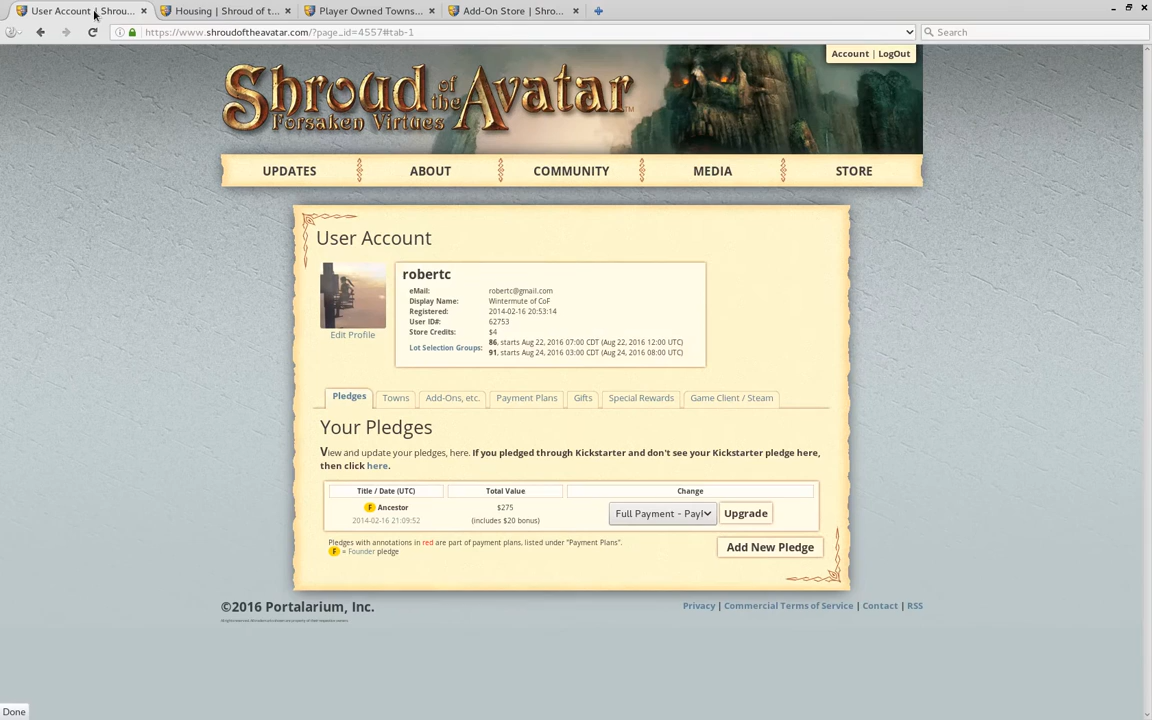 User Account | Shrou...
Housing | Shroud of t...
Player Owned Towns...
Add-On Store | Shro...
https://www.shroudoftheavatar.com/?page_id=4557#tab-1
Search
Account | LogOut
Shroud of the Avatar™
Forsaken Virtues
UPDATES
ABOUT
COMMUNITY
MEDIA
STORE
User Account
robertc
eMail: robertc@gmail.com
Display Name: Wintermute of CoF
Registered: 2014-02-16 20:53:14
User ID#: 62753
Store Credits: $4
Lot Selection Groups: 86, starts Aug 22, 2016 07:00 CDT (Aug 22, 2016 12:00 UTC)
91, starts Aug 24, 2016 03:00 CDT (Aug 24, 2016 08:00 UTC)
Edit Profile
Pledges
Towns
Add-Ons, etc.
Payment Plans
Gifts
Special Rewards
Game Client / Steam
Your Pledges
View and update your pledges, here. If you pledged through Kickstarter and don't see your Kickstarter pledge here,
then click here.
Title / Date (UTC)
Total Value
Change
F Ancestor
2014-02-16 21:09:52
$275
(includes $20 bonus)
Full Payment - Payl
Upgrade
Pledges with annotations in red are part of payment plans, listed under "Payment Plans".
F = Founder pledge
Add New Pledge
©2016 Portalarium, Inc.
Privacy | Commercial Terms of Service | Contact | RSS
Done